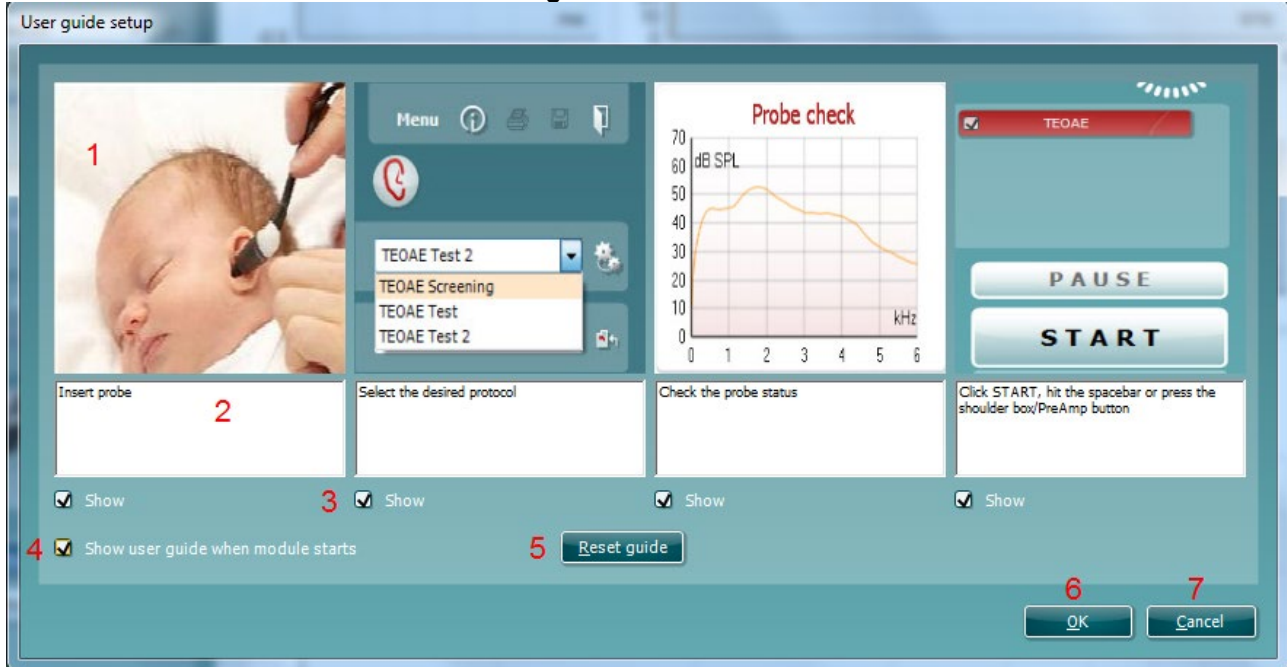 User guide setup
1
Menu
TEOAE Test 2
TEOAE Screening
TEOAE Test
TEOAE Test 2
Probe check
70
60
50
40
30
20
10
0
dB SPL
kHz
0 1 2 3 4 5 6
TEOAE
PAUSE
START
Insert probe
2
Select the desired protocol
Check the probe status
Click START, hit the spacebar or press the
shoulder box/PreAmp button
Show
3
Show
Show
Show
4
Show user guide when module starts
5
Reset guide
6
7
OK
Cancel